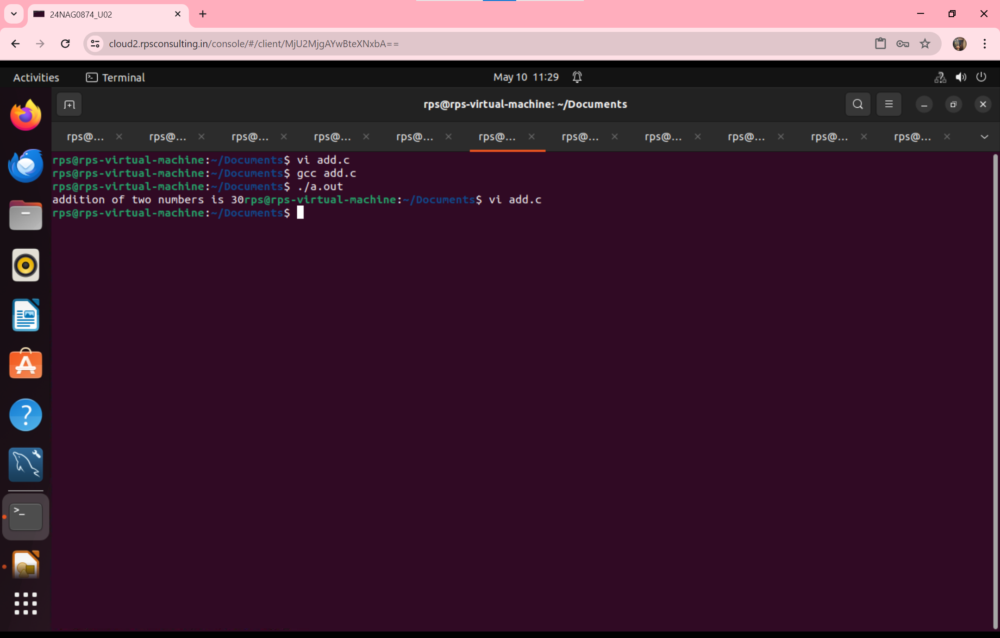 24NAG0874_U02
cloud2.rpsconsulting.in/console/#/client/MjU2MjgAYwBteXNxbA==
Activities Terminal May 10 11:29
rps@rps-virtual-machine: ~/Documents
rps@... rps@... rps@... rps@... rps@... rps@... rps@... rps@... rps@... rps@... rps@...
rps@rps-virtual-machine:~/Documents$ vi add.c
rps@rps-virtual-machine:~/Documents$ gcc add.c
rps@rps-virtual-machine:~/Documents$ ./a.out
addition of two numbers is 30rps@rps-virtual-machine:~/Documents$ vi add.c
rps@rps-virtual-machine:~/Documents$